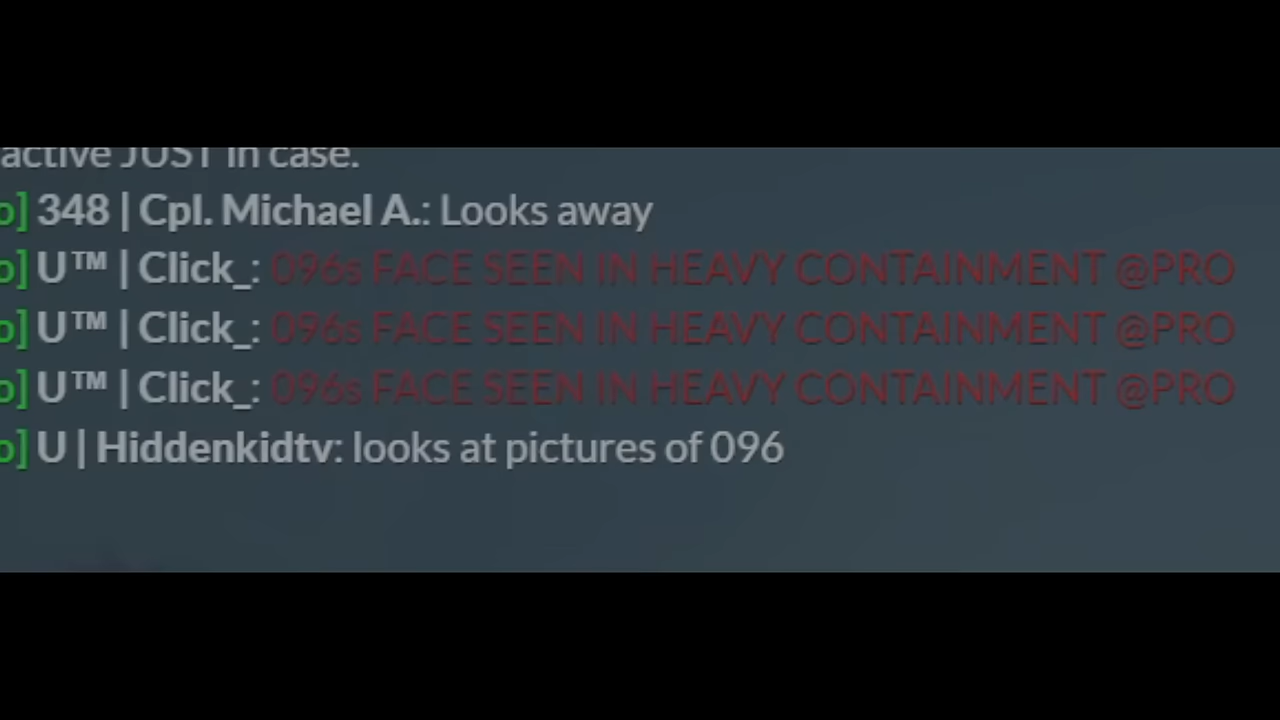 active JUST in case.
o] 348 | Cpl. Michael A.: Looks away
o] U™ | Click_: 096s FACE SEEN IN HEAVY CONTAINMENT @PRO
o] U™ | Click_: 096s FACE SEEN IN HEAVY CONTAINMENT @PRO
o] U™ | Click_: 096s FACE SEEN IN HEAVY CONTAINMENT @PRO
o] U | Hiddenkidtv: looks at pictures of 096